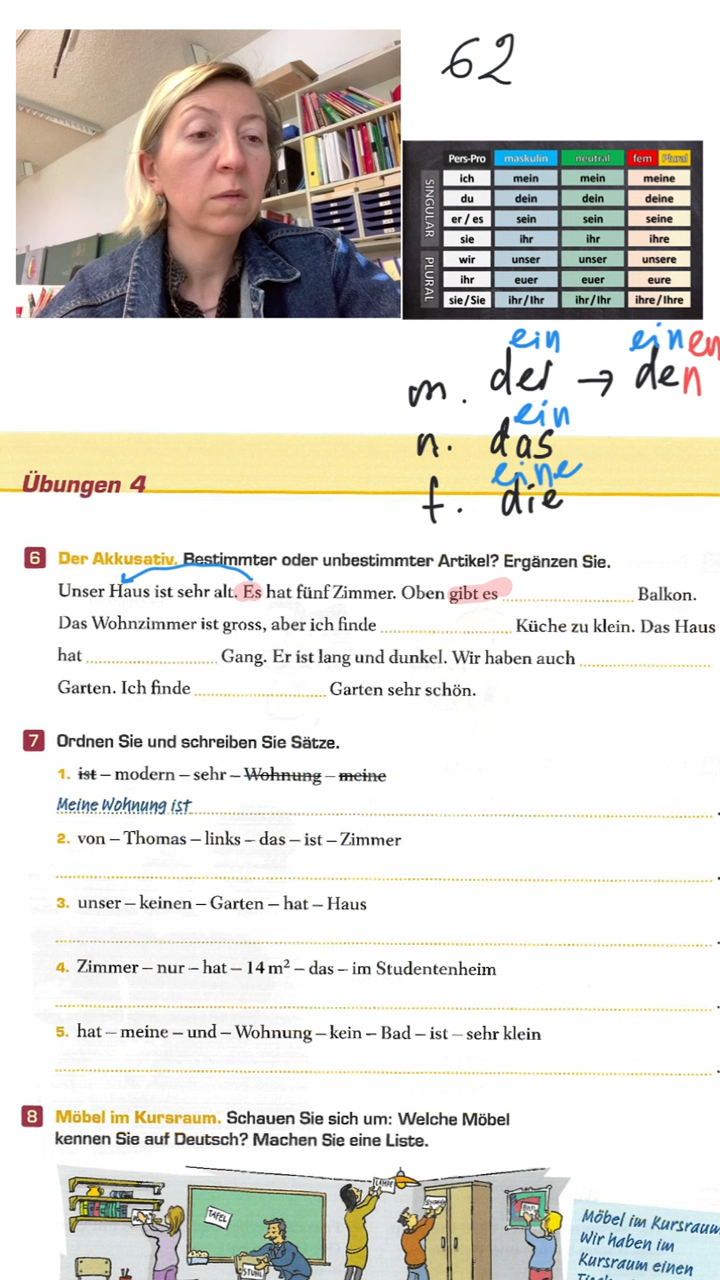 62
Pers-Pro maskulin neutral fem Plural
SINGULAR
ich mein mein meine
du dein dein deine
er / es sein sein seine
sie ihr ihr ihre
PLURAL
wir unser unser unsere
ihr euer euer eure
sie / Sie ihr / Ihr ihr / Ihr ihre / Ihre
ein einen
m. der → den
ein
n. das
eine
f. die
Übungen 4
6 Der Akkusativ. Bestimmter oder unbestimmter Artikel? Ergänzen Sie.
Unser Haus ist sehr alt. Es hat fünf Zimmer. Oben gibt es ............ Balkon.
Das Wohnzimmer ist gross, aber ich finde ............ Küche zu klein. Das Haus
hat ............ Gang. Er ist lang und dunkel. Wir haben auch ............
Garten. Ich finde ............ Garten sehr schön.
7 Ordnen Sie und schreiben Sie Sätze.
1. ist – modern – sehr – Wohnung – meine
Meine Wohnung ist ............ .
2. von – Thomas – links – das – ist – Zimmer
3. unser – keinen – Garten – hat – Haus
4. Zimmer – nur – hat – 14 m² – das – im Studentenheim
5. hat – meine – und – Wohnung – kein – Bad – ist – sehr klein
8 Möbel im Kursraum. Schauen Sie sich um: Welche Möbel
kennen Sie auf Deutsch? Machen Sie eine Liste.
LAMPE
TAFEL
STUHL
Möbel im Kursraum
Wir haben im
Kursraum einen